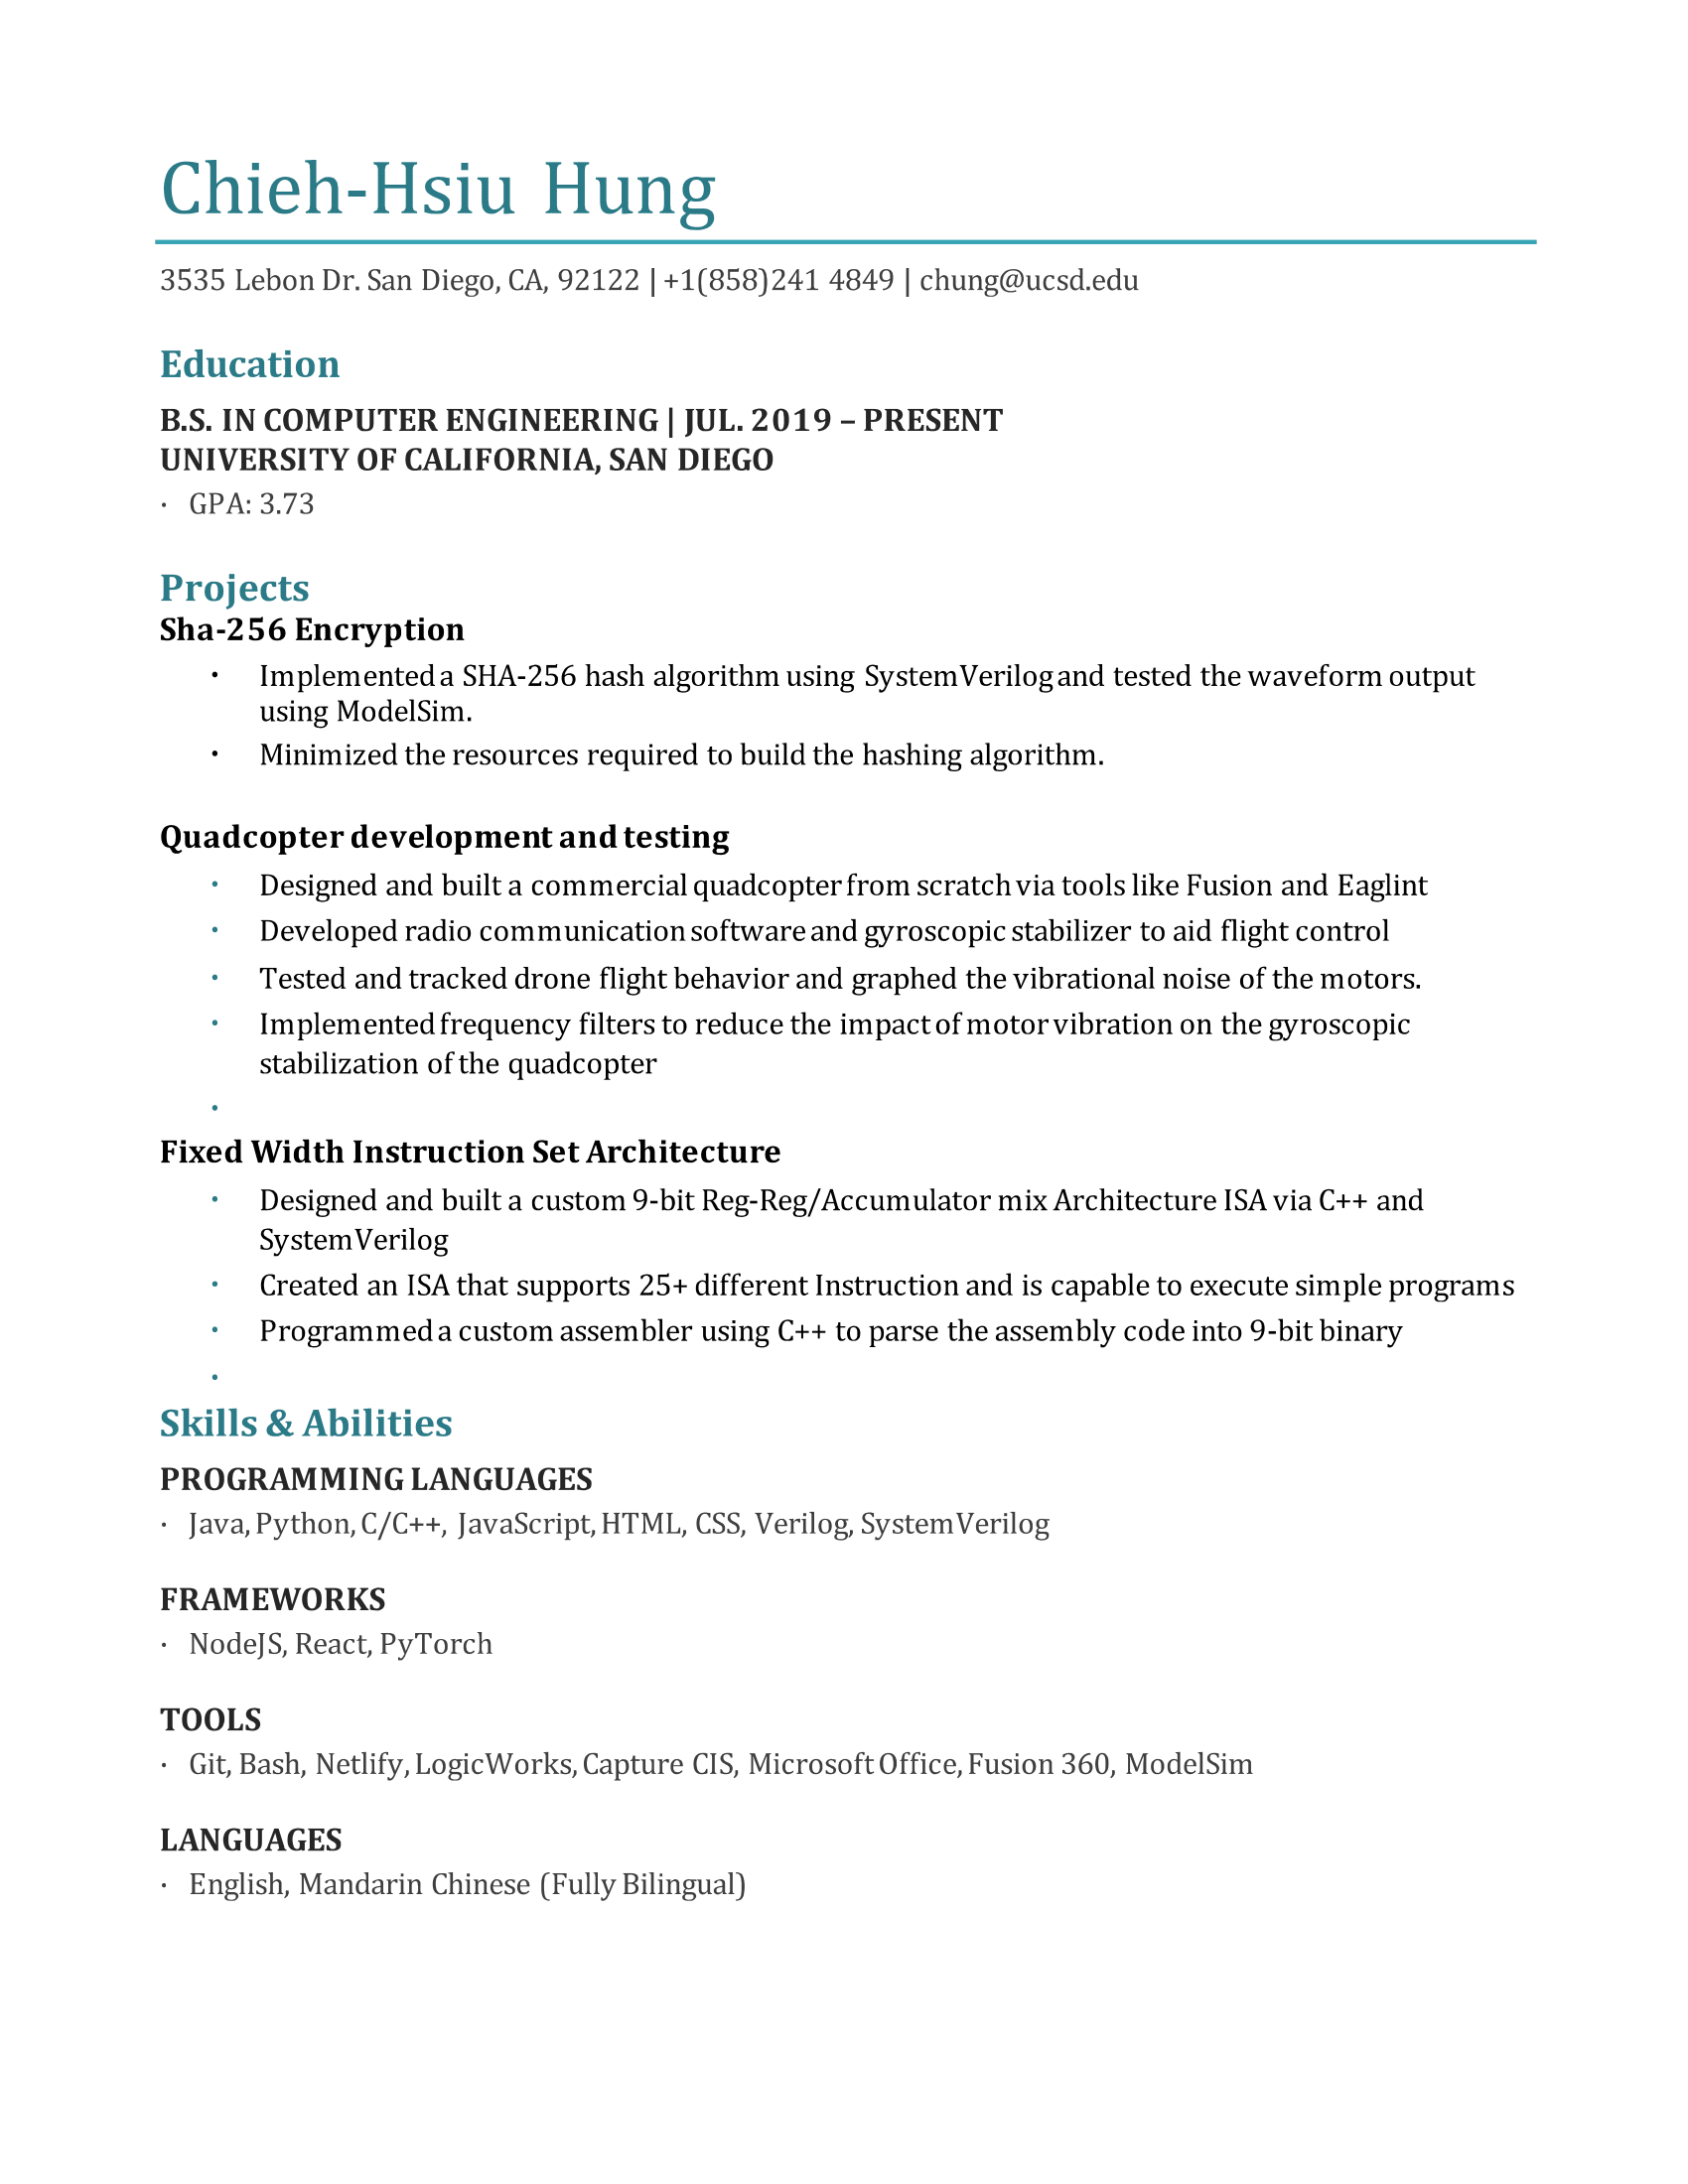 Chieh-Hsiu Hung
3535 Lebon Dr. San Diego, CA, 92122 | +1(858)241 4849 | chung@ucsd.edu
Education
B.S. IN COMPUTER ENGINEERING | JUL. 2019 – PRESENT
UNIVERSITY OF CALIFORNIA, SAN DIEGO
· GPA: 3.73
Projects
Sha-256 Encryption
· Implemented a SHA-256 hash algorithm using SystemVerilog and tested the waveform output
using ModelSim.
· Minimized the resources required to build the hashing algorithm.
Quadcopter development and testing
· Designed and built a commercial quadcopter from scratch via tools like Fusion and Eaglint
· Developed radio communication software and gyroscopic stabilizer to aid flight control
· Tested and tracked drone flight behavior and graphed the vibrational noise of the motors.
· Implemented frequency filters to reduce the impact of motor vibration on the gyroscopic
stabilization of the quadcopter
·
Fixed Width Instruction Set Architecture
· Designed and built a custom 9-bit Reg-Reg/Accumulator mix Architecture ISA via C++ and
SystemVerilog
· Created an ISA that supports 25+ different Instruction and is capable to execute simple programs
· Programmed a custom assembler using C++ to parse the assembly code into 9-bit binary
·
Skills & Abilities
PROGRAMMING LANGUAGES
· Java, Python, C/C++, JavaScript, HTML, CSS, Verilog, SystemVerilog
FRAMEWORKS
· NodeJS, React, PyTorch
TOOLS
· Git, Bash, Netlify, LogicWorks, Capture CIS, Microsoft Office, Fusion 360, ModelSim
LANGUAGES
· English, Mandarin Chinese (Fully Bilingual)